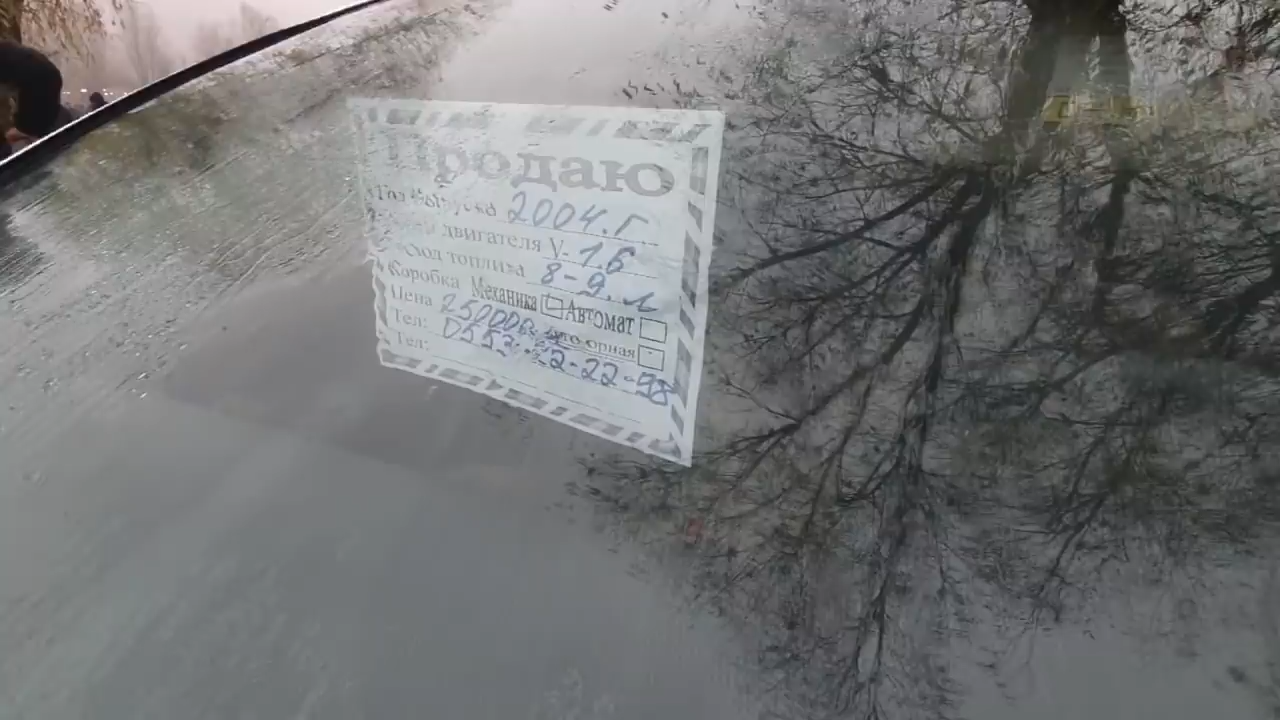 Продаю
Год выпуска 2004.г
двигателя V- 1.6
топлива 8-9.л
Коробка Механика Автомат
Цена 250000
Тел: 0553-22-22-98
Тел: